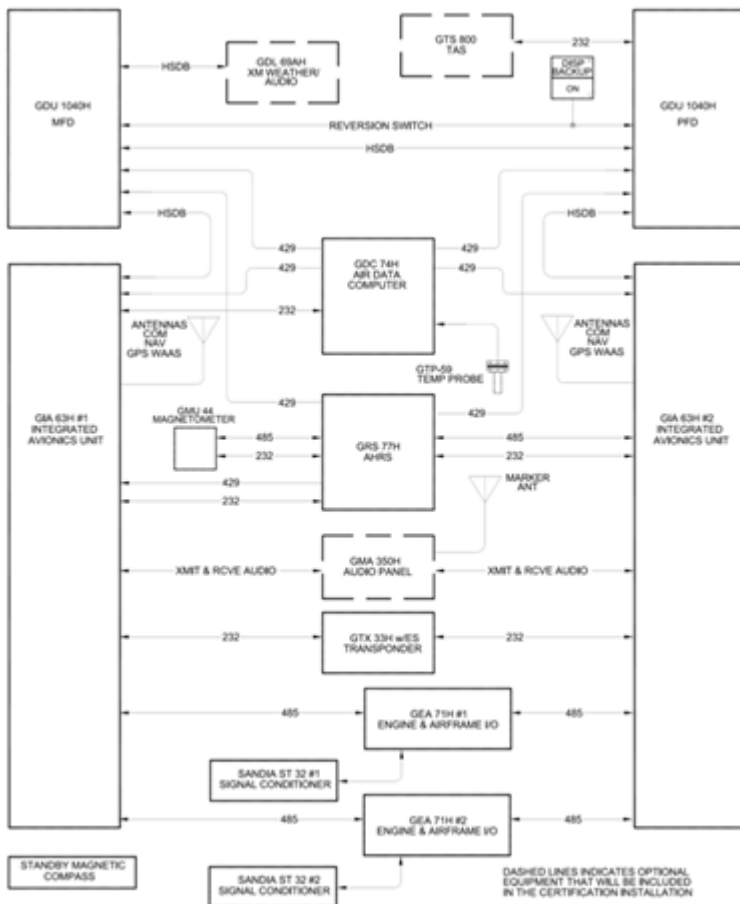 GTS 800
TAS
232
GDL 69AH
XM WEATHER/
AUDIO
HSDB
DISP
BACKUP
ON
GDU 1040H
MFD
GDU 1040H
PFD
REVERSION SWITCH
HSDB
HSDB
HSDB
429
429
GDC 74H
AIR DATA
COMPUTER
429
429
232
ANTENNAS
COM
NAV
GPS WAAS
ANTENNAS
COM
NAV
GPS WAAS
GTP-59
TEMP PROBE
429
429
GIA 63H #1
INTEGRATED
AVIONICS UNIT
GMU 44
MAGNETOMETER
GIA 63H #2
INTEGRATED
AVIONICS UNIT
485
232
GRS 77H
AHRS
485
232
429
232
MARKER
ANT
XMIT & RCVE AUDIO
GMA 350H
AUDIO PANEL
XMIT & RCVE AUDIO
232
GTX 33H w/ES
TRANSPONDER
232
485
GEA 71H #1
ENGINE & AIRFRAME I/O
485
SANDIA ST 32 #1
SIGNAL CONDITIONER
485
GEA 71H #2
ENGINE & AIRFRAME I/O
485
STANDBY MAGNETIC
COMPASS
SANDIA ST 32 #2
SIGNAL CONDITIONER
DASHED LINES INDICATES OPTIONAL
EQUIPMENT THAT WILL BE INCLUDED
IN THE CERTIFICATION INSTALLATION